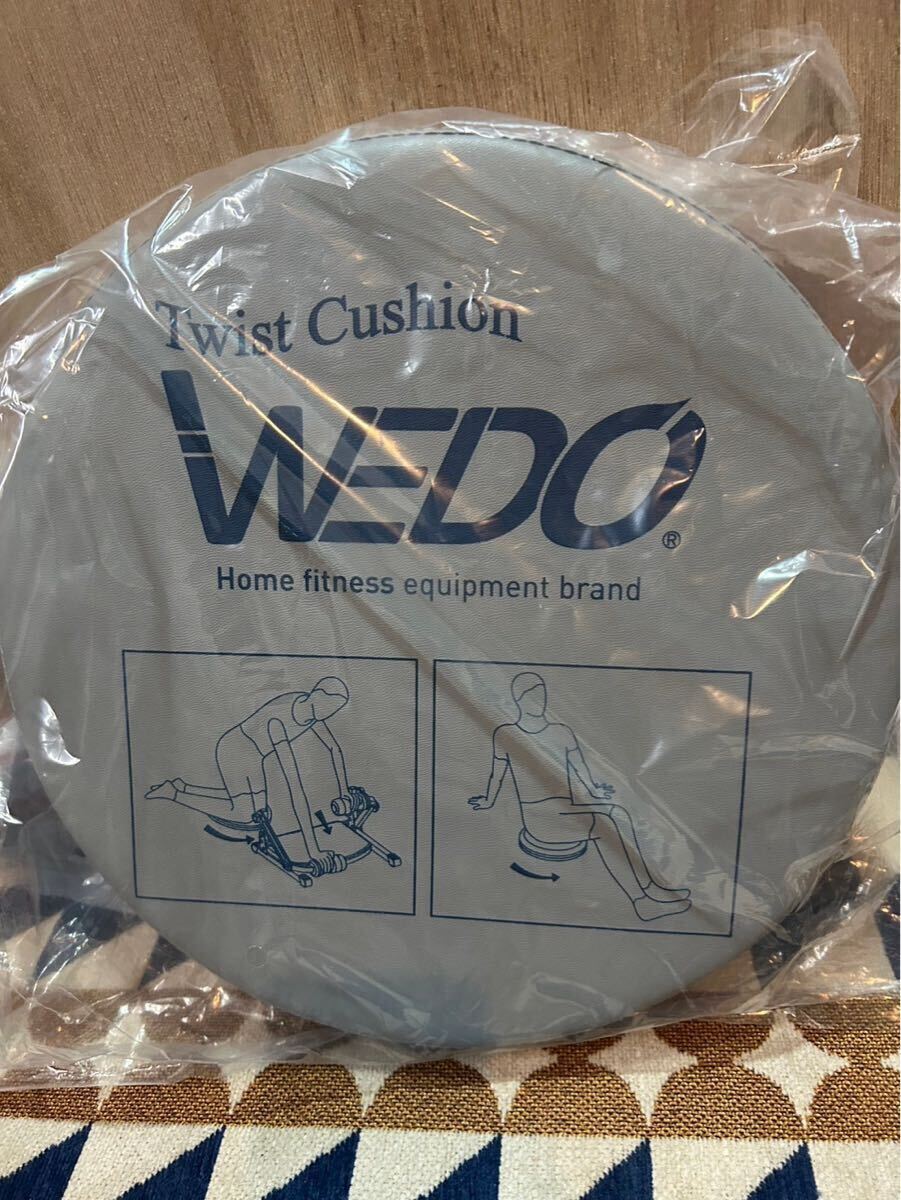 Twist Cushion
WEDO®
Home fitness equipment brand